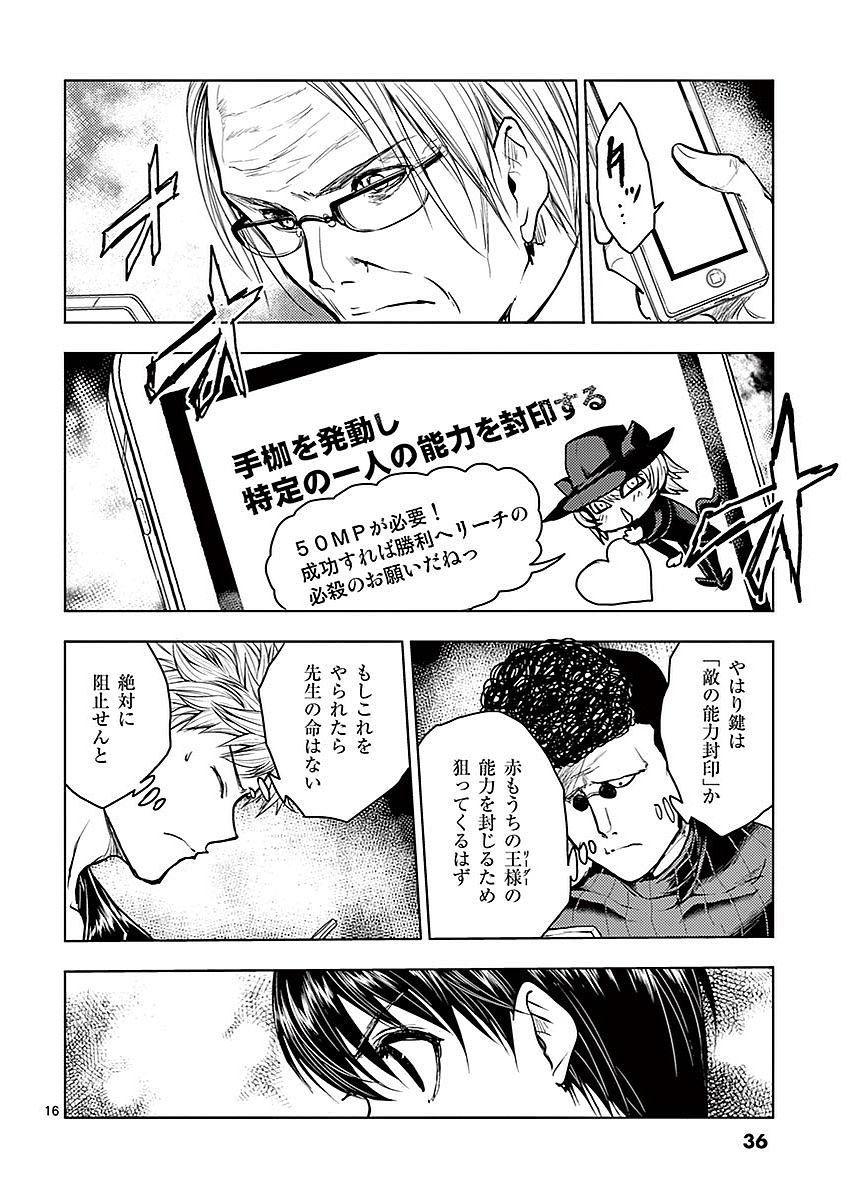 タッ…
手枷を発動し
特定の一人の能力を封印する
50MPが必要!
成功すれば勝利へリーチの
必殺のお願いだねっ
やはり鍵は
「敵の能力封印」か
赤もうちの王様の
リーダー
能力を封じるため
狙ってくるはず
もしこれを
やられたら
先生の命はない
絶対に
阻止せんと
16
36